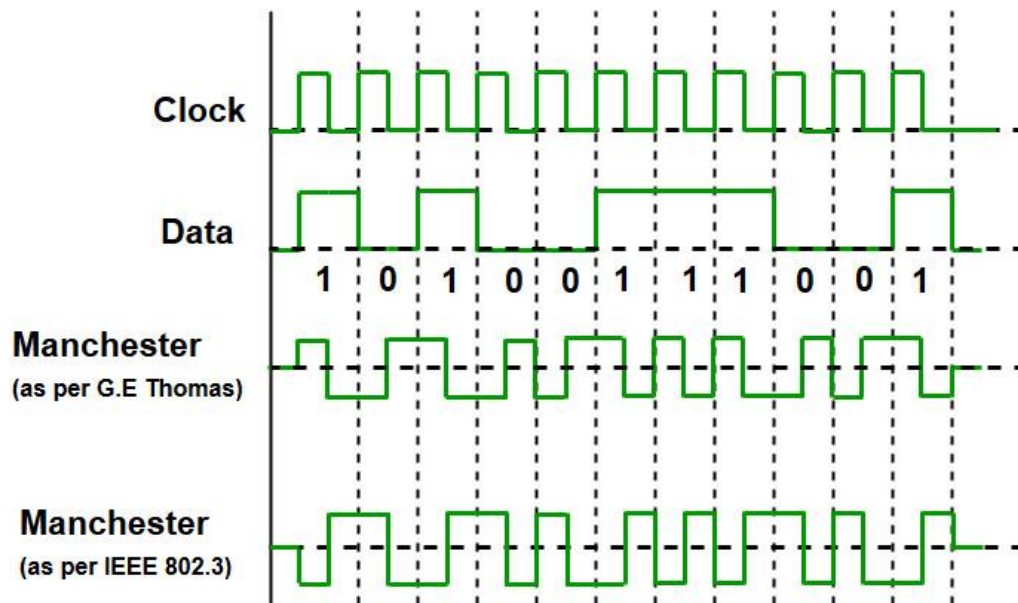 Clock
Data
1 0 1 0 0 1 1 1 0 0 1
Manchester
(as per G.E Thomas)
Manchester
(as per IEEE 802.3)